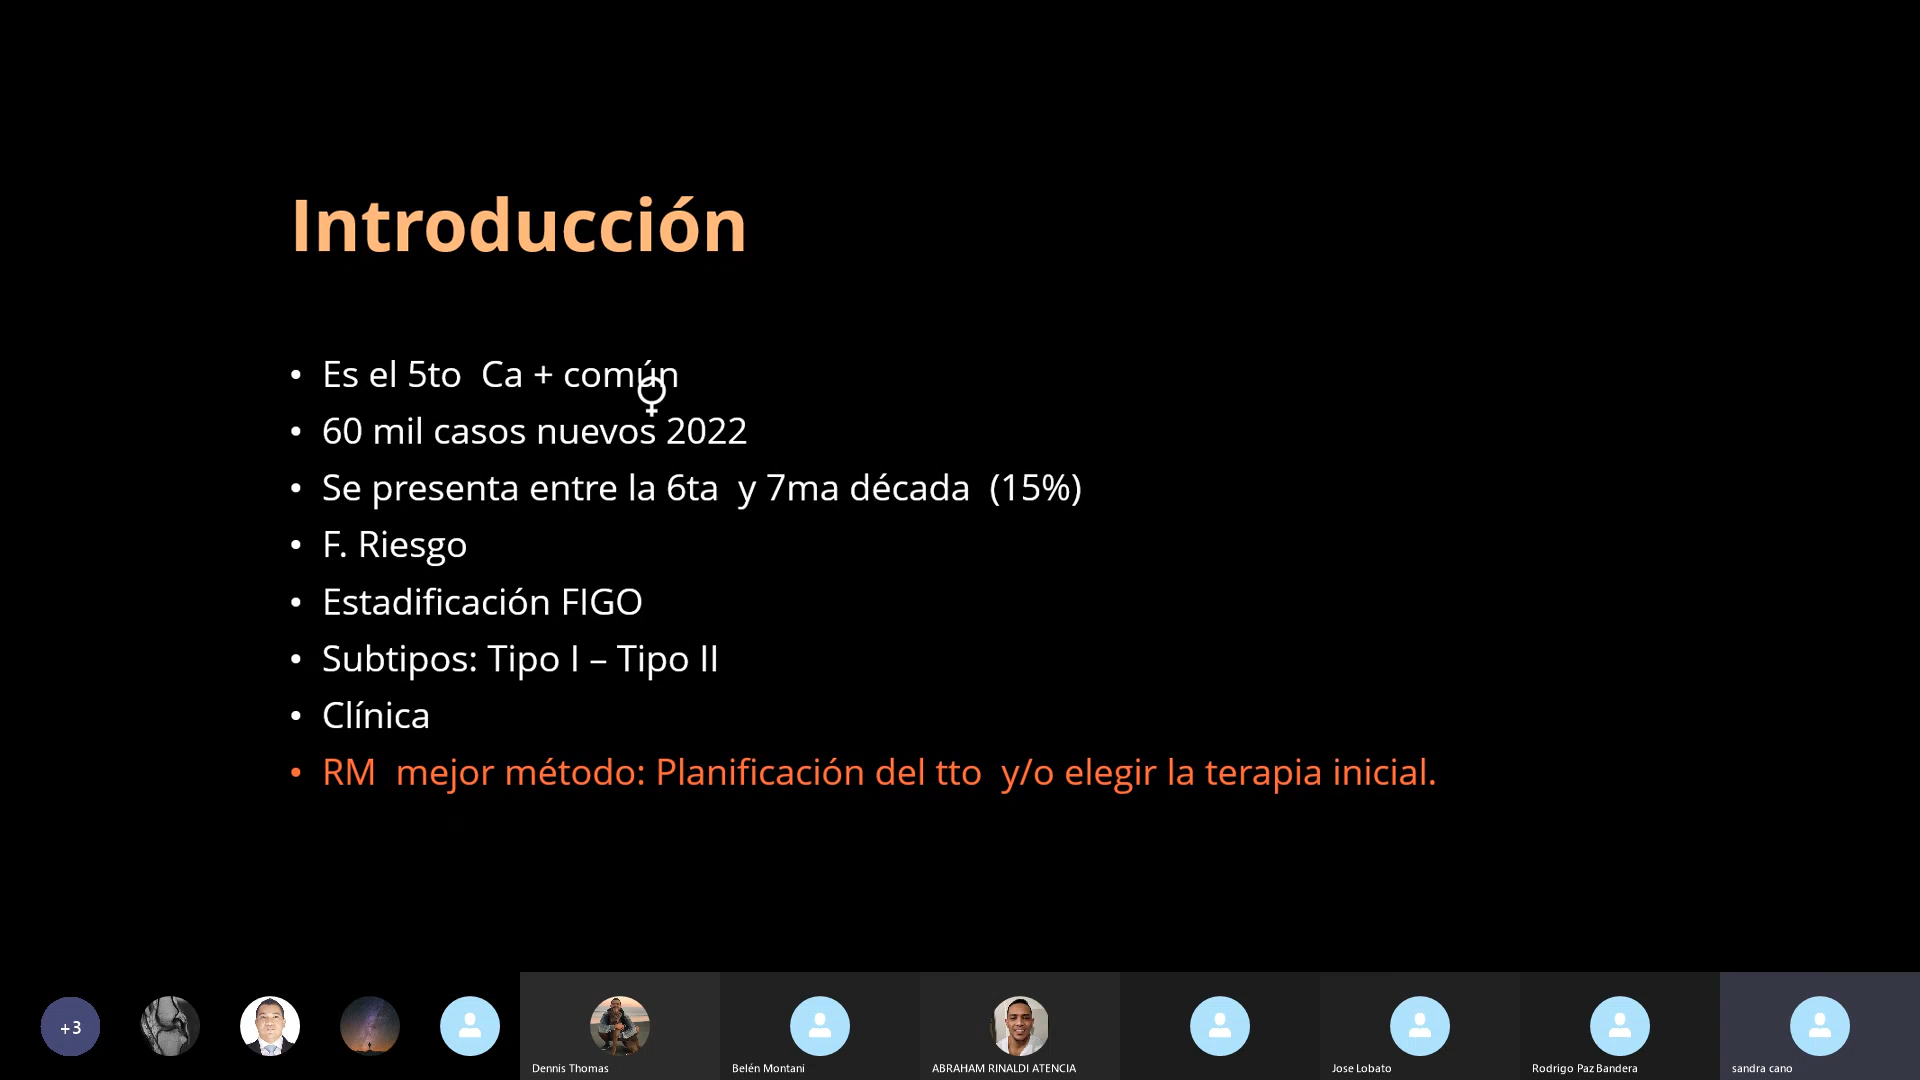 Introducción
• Es el 5to  Ca + común ♀
• 60 mil casos nuevos 2022
• Se presenta entre la 6ta  y 7ma década  (15%)
• F. Riesgo
• Estadificación FIGO
• Subtipos: Tipo I – Tipo II
• Clínica
• RM  mejor método: Planificación del tto  y/o elegir la terapia inicial.
+3
Dennis Thomas
Belén Montani
ABRAHAM RINALDI ATENCIA
Jose Lobato
Rodrigo Paz Bandera
sandra cano